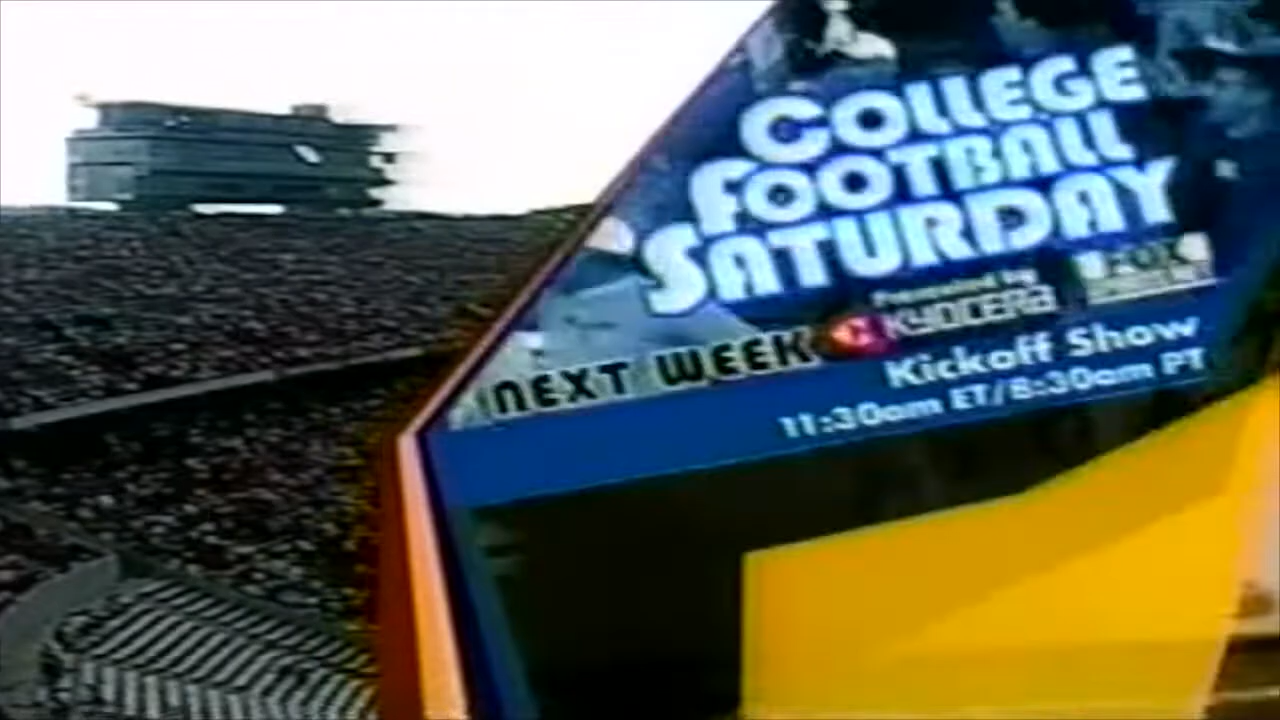 COLLEGE
FOOTBALL
SATURDAY
Presented by
KYOCERA
NEXT WEEK
Kickoff Show
11:30am ET/8:30am PT